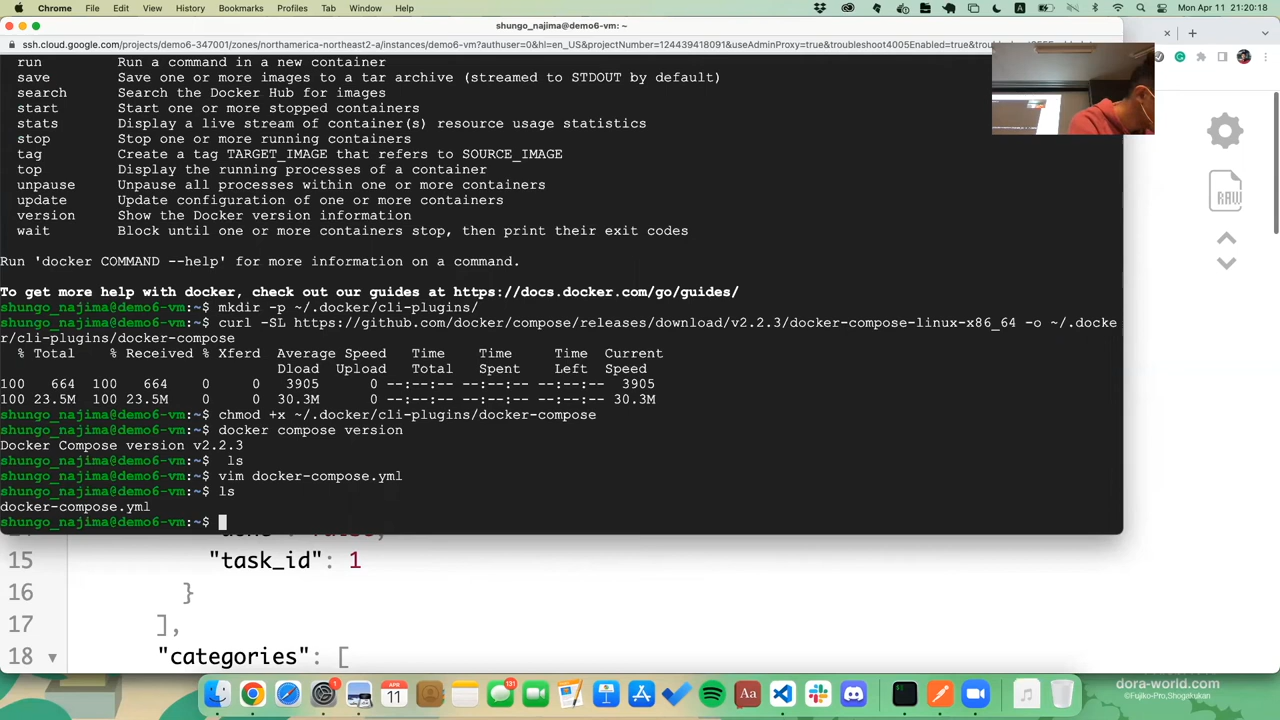 Chrome File Edit View History Bookmarks Profiles Tab Window Help
Mon Apr 11 21:20:18
shungo_najima@demo6-vm: ~
ssh.cloud.google.com/projects/demo6-347001/zones/northamerica-northeast2-a/instances/demo6-vm?authuser=0&hl=en_US&projectNumber=124439418091&useAdminProxy=true&troubleshoot4005Enabled=true&troubl
run Run a command in a new container
save Save one or more images to a tar archive (streamed to STDOUT by default)
search Search the Docker Hub for images
start Start one or more stopped containers
stats Display a live stream of container(s) resource usage statistics
stop Stop one or more running containers
tag Create a tag TARGET_IMAGE that refers to SOURCE_IMAGE
top Display the running processes of a container
unpause Unpause all processes within one or more containers
update Update configuration of one or more containers
version Show the Docker version information
wait Block until one or more containers stop, then print their exit codes
Run 'docker COMMAND --help' for more information on a command.
To get more help with docker, check out our guides at https://docs.docker.com/go/guides/
shungo_najima@demo6-vm:~$ mkdir -p ~/.docker/cli-plugins/
shungo_najima@demo6-vm:~$ curl -SL https://github.com/docker/compose/releases/download/v2.2.3/docker-compose-linux-x86_64 -o ~/.docke
r/cli-plugins/docker-compose
% Total % Received % Xferd Average Speed Time Time Time Current
Dload Upload Total Spent Left Speed
100 664 100 664 0 0 3905 0 --:--:-- --:--:-- --:--:-- 3905
100 23.5M 100 23.5M 0 0 30.3M 0 --:--:-- --:--:-- --:--:-- 30.3M
shungo_najima@demo6-vm:~$ chmod +x ~/.docker/cli-plugins/docker-compose
shungo_najima@demo6-vm:~$ docker compose version
Docker Compose version v2.2.3
shungo_najima@demo6-vm:~$ ls
shungo_najima@demo6-vm:~$ vim docker-compose.yml
shungo_najima@demo6-vm:~$ ls
docker-compose.yml
shungo_najima@demo6-vm:~$
RAW
15 "task_id": 1
16 }
17 ],
18 "categories": [
1
APR
11
131
Aa
dora-world.com
©Fujiko-Pro,Shogakukan